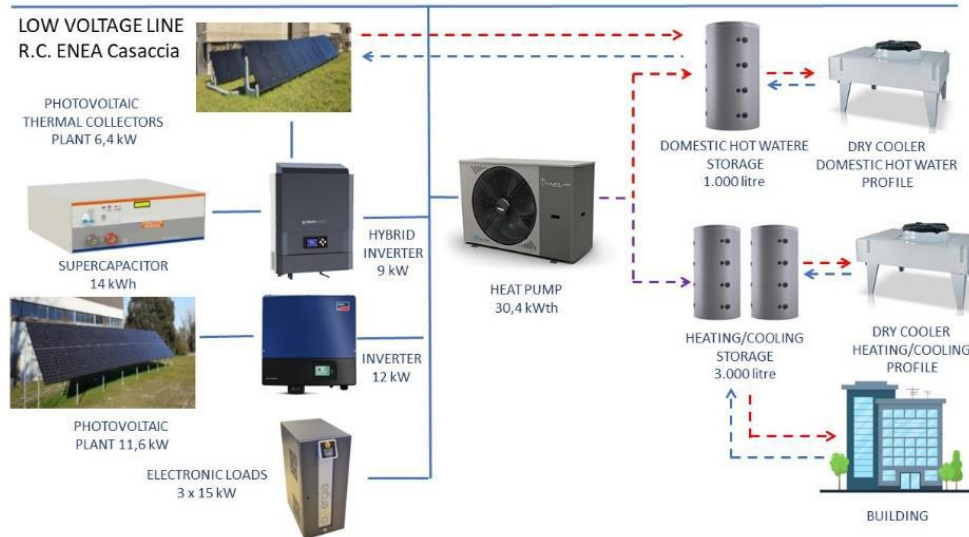 LOW VOLTAGE LINE
R.C. ENEA Casaccia
PHOTOVOLTAIC
THERMAL COLLECTORS
PLANT 6,4 kW
DOMESTIC HOT WATERE
STORAGE
1.000 litre
DRY COOLER
DOMESTIC HOT WATER
PROFILE
SUPERCAPACITOR
14 kWh
HYBRID
INVERTER
9 kW
HEAT PUMP
30,4 kWth
HEATING/COOLING
STORAGE
3.000 litre
DRY COOLER
HEATING/COOLING
PROFILE
INVERTER
12 kW
PHOTOVOLTAIC
PLANT 11,6 kW
ELECTRONIC LOADS
3 x 15 kW
BUILDING